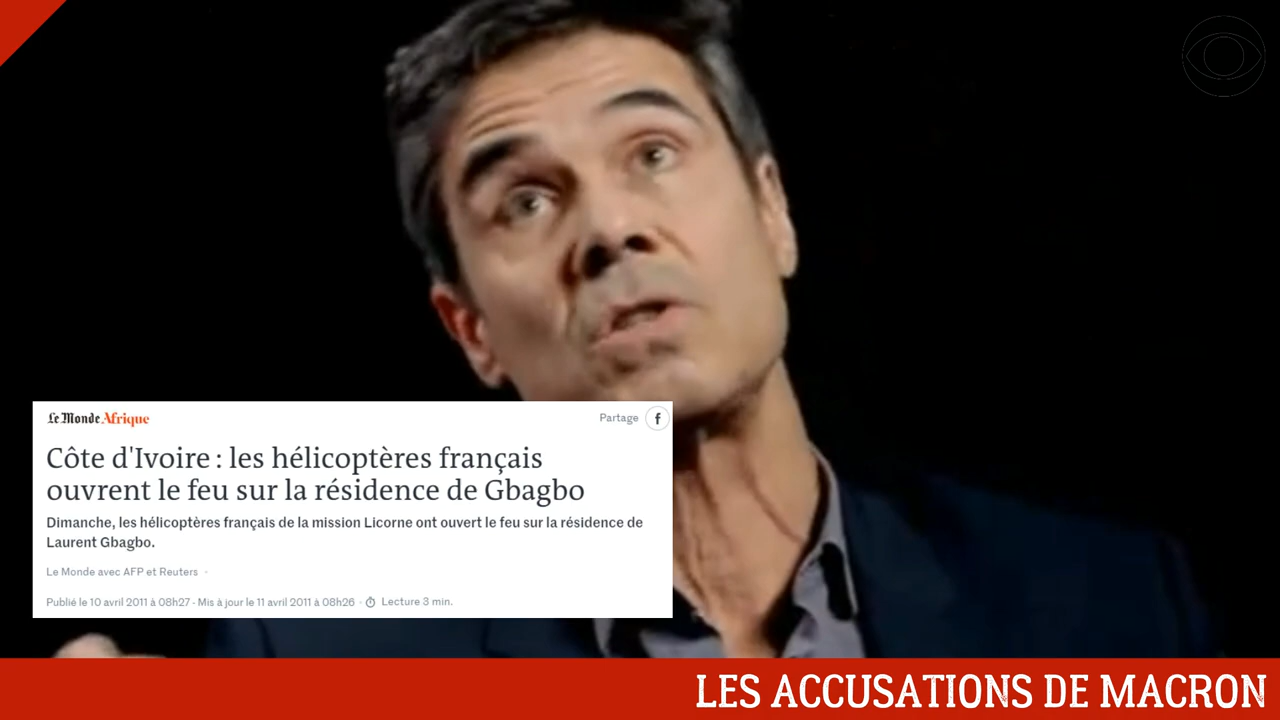 Le Monde Afrique
Partage
Côte d'Ivoire : les hélicoptères français
ouvrent le feu sur la résidence de Gbagbo
Dimanche, les hélicoptères français de la mission Licorne ont ouvert le feu sur la résidence de
Laurent Gbagbo.
Le Monde avec AFP et Reuters
Publié le 10 avril 2011 à 08h27 - Mis à jour le 11 avril 2011 à 08h26 · Lecture 3 min.
LES ACCUSATIONS DE MACRON